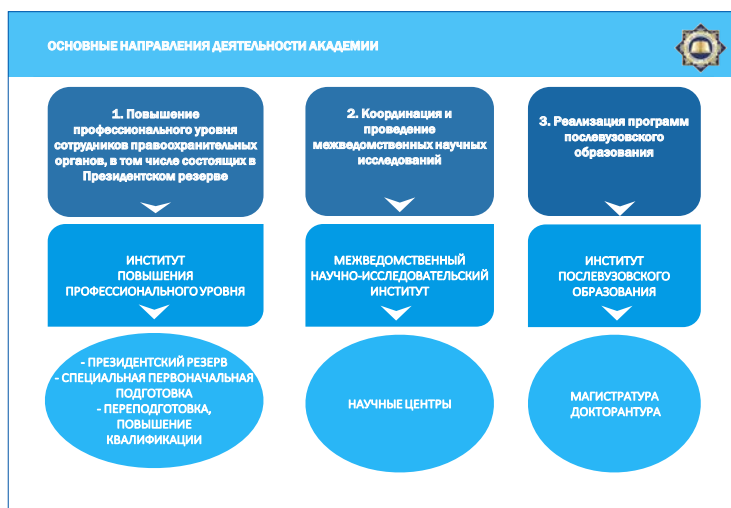 ОСНОВНЫЕ НАПРАВЛЕНИЯ ДЕЯТЕЛЬНОСТИ АКАДЕМИИ
1. Повышение
профессионального уровня
сотрудников правоохранительных
органов, в том числе состоящих в
Президентском резерве
ИНСТИТУТ
ПОВЫШЕНИЯ
ПРОФЕССИОНАЛЬНОГО УРОВНЯ
- ПРЕЗИДЕНТСКИЙ РЕЗЕРВ
- СПЕЦИАЛЬНАЯ ПЕРВОНАЧАЛЬНАЯ
ПОДГОТОВКА
- ПЕРЕПОДГОТОВКА,
ПОВЫШЕНИЕ
КВАЛИФИКАЦИИ
2. Координация и
проведение
межведомственных научных
исследований
МЕЖВЕДОМСТВЕННЫЙ
НАУЧНО-ИССЛЕДОВАТЕЛЬСКИЙ
ИНСТИТУТ
НАУЧНЫЕ ЦЕНТРЫ
3. Реализация программ
послевузовского
образования
ИНСТИТУТ
ПОСЛЕВУЗОВСКОГО
ОБРАЗОВАНИЯ
МАГИСТРАТУРА
ДОКТОРАНТУРА